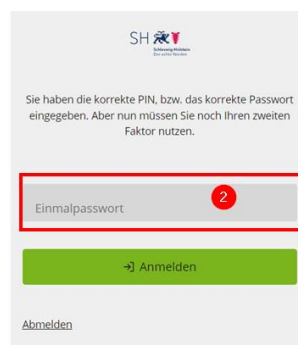 SH
Schleswig-Holstein
Der echte Norden
Sie haben die korrekte PIN, bzw. das korrekte Passwort
eingegeben. Aber nun müssen Sie noch Ihren zweiten
Faktor nutzen.
Einmalpasswort
2
Anmelden
Abmelden